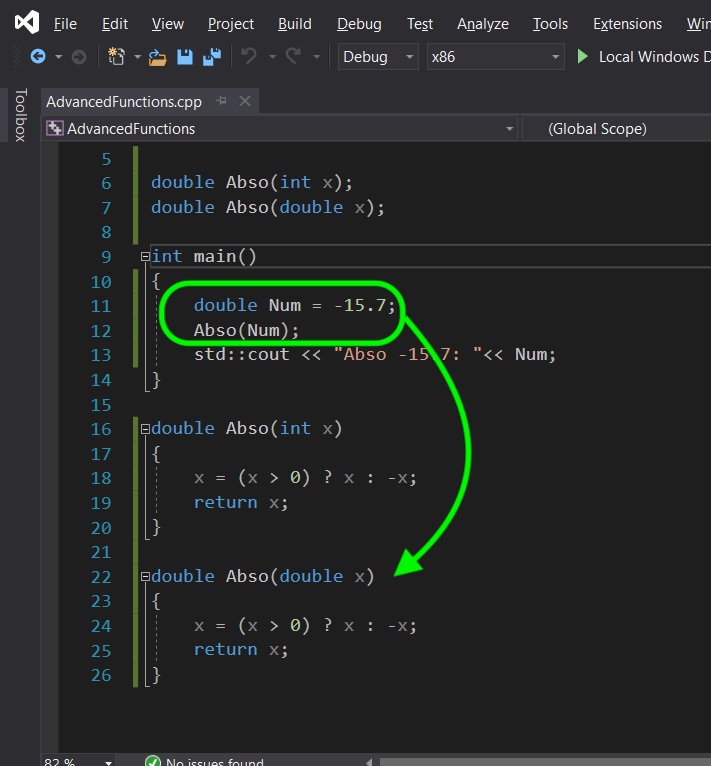 File Edit View Project Build Debug Test Analyze Tools Extensions
Debug x86 Local Windows
Toolbox
AdvancedFunctions.cpp
AdvancedFunctions (Global Scope)
5
6 double Abso(int x);
7 double Abso(double x);
8
9 int main()
10 {
11 double Num = -15.7;
12 Abso(Num);
13 std::cout << "Abso -15.7: "<< Num;
14 }
15
16 double Abso(int x)
17 {
18 x = (x > 0) ? x : -x;
19 return x;
20 }
21
22 double Abso(double x)
23 {
24 x = (x > 0) ? x : -x;
25 return x;
26 }
82 % No issues found